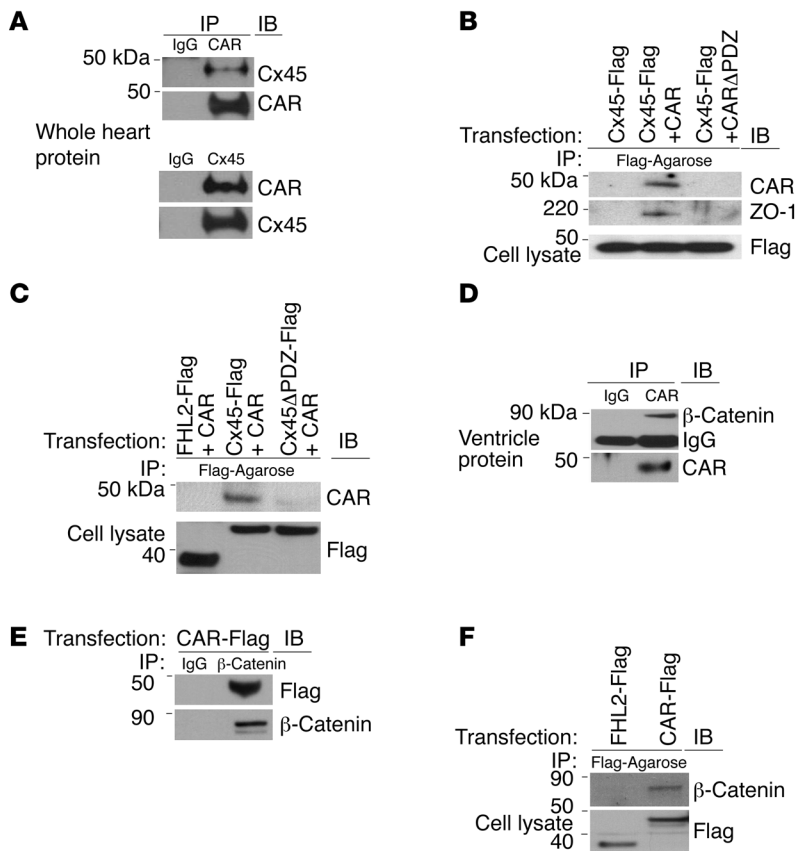 A
IP IB
IgG CAR
50 kDa
Cx45
50
CAR
Whole heart
protein
IgG Cx45
CAR
Cx45
B
Transfection: Cx45-Flag Cx45-Flag +CAR Cx45-Flag +CARΔPDZ IB
IP: Flag-Agarose
50 kDa CAR
220 ZO-1
50
Cell lysate Flag
C
Transfection: FHL2-Flag + CAR Cx45-Flag + CAR Cx45ΔPDZ-Flag + CAR IB
IP: Flag-Agarose
50 kDa
CAR
Cell lysate
40 Flag
D
IP IB
IgG CAR
90 kDa β-Catenin
Ventricle IgG
protein
50 CAR
E
Transfection: CAR-Flag IB
IP: IgG β-Catenin
50
Flag
90
β-Catenin
F
Transfection: FHL2-Flag CAR-Flag IB
IP: Flag-Agarose
90
β-Catenin
50
Cell lysate Flag
40